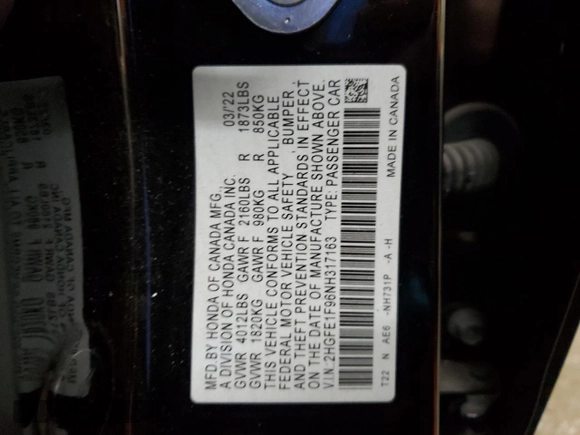 MFD. BY HONDA OF CANADA MFG., 03/22
A DIVISION OF HONDA CANADA INC.
GVWR 4012LBS GAWR F 2160LBS R 1873LBS
GVWR 1820KG GAWR F 980KG R 850KG
THIS VEHICLE CONFORMS TO ALL APPLICABLE
FEDERAL MOTOR VEHICLE SAFETY, BUMPER,
AND THEFT PREVENTION STANDARDS IN EFFECT
ON THE DATE OF MANUFACTURE SHOWN ABOVE.
V.I.N.:2HGFE1F96NH317163 TYPE: PASSENGER CAR
T22 N AE6 -NH731P -A -H MADE IN CANADA